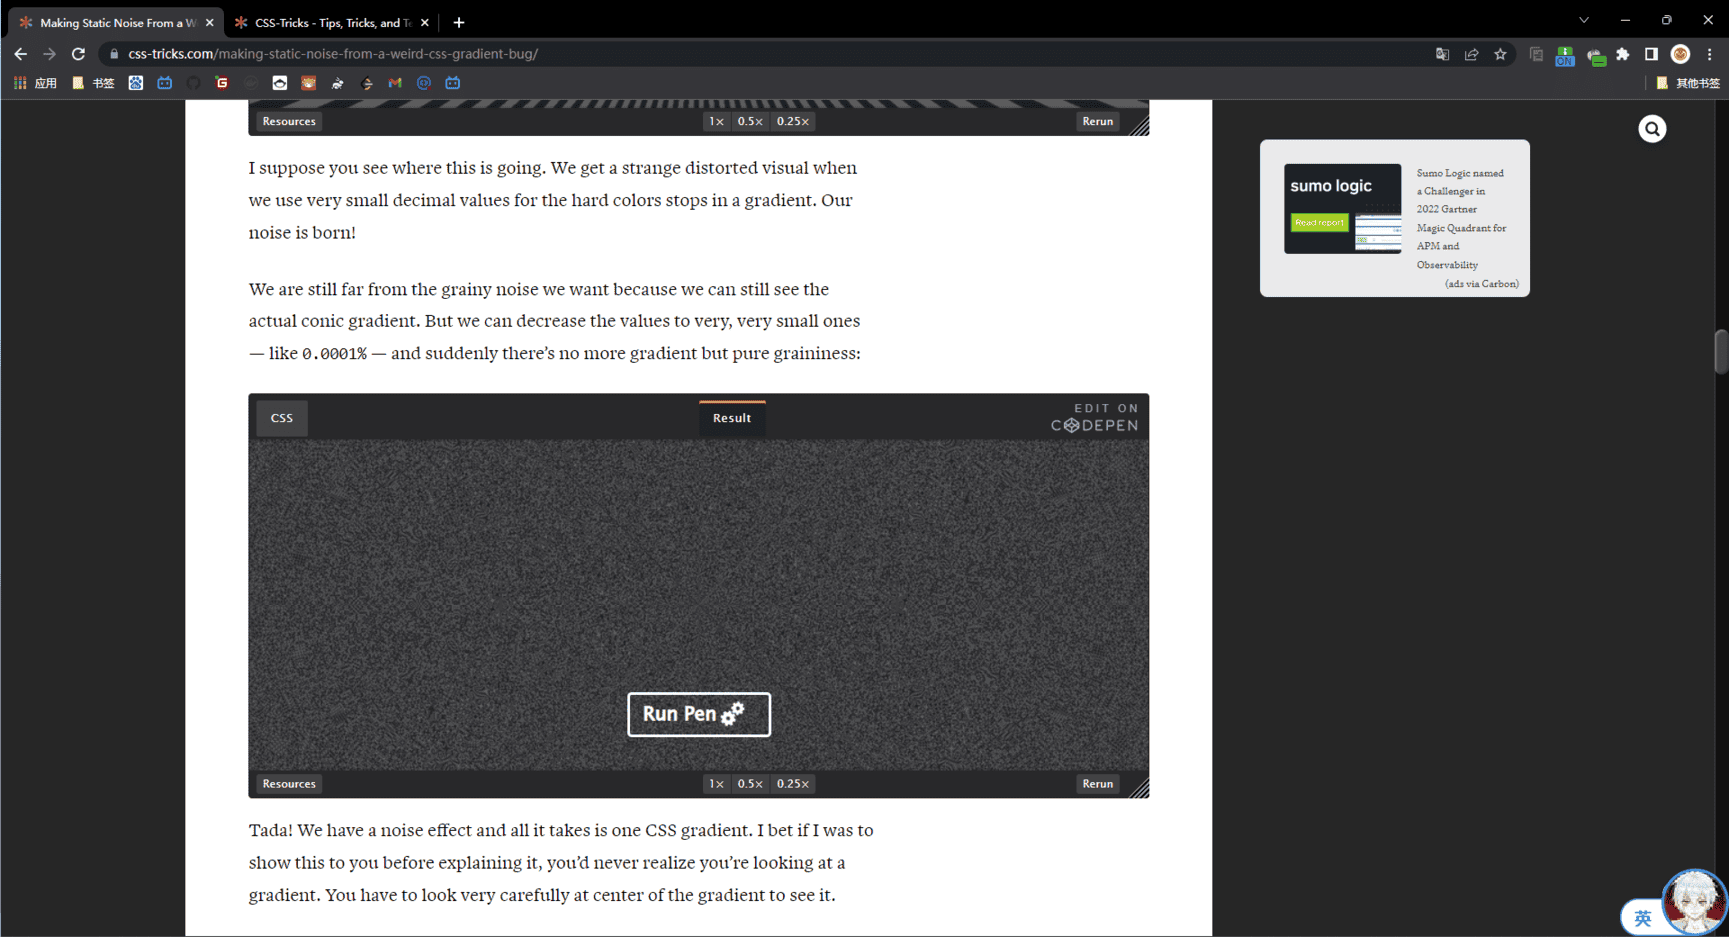 Making Static Noise From a W
CSS-Tricks - Tips, Tricks, and Te
css-tricks.com/making-static-noise-from-a-weird-css-gradient-bug/
ON
应用
书签
其他书签
Resources
1×
0.5×
0.25×
Rerun
I suppose you see where this is going. We get a strange distorted visual when
we use very small decimal values for the hard colors stops in a gradient. Our
noise is born!
We are still far from the grainy noise we want because we can still see the
actual conic gradient. But we can decrease the values to very, very small ones
— like 0.0001% — and suddenly there’s no more gradient but pure graininess:
CSS
Result
EDIT ON
CODEPEN
Run Pen
Resources
1×
0.5×
0.25×
Rerun
Tada! We have a noise effect and all it takes is one CSS gradient. I bet if I was to
show this to you before explaining it, you’d never realize you’re looking at a
gradient. You have to look very carefully at center of the gradient to see it.
sumo logic
Read report
Sumo Logic named
a Challenger in
2022 Gartner
Magic Quadrant for
APM and
Observability
(ads via Carbon)
英